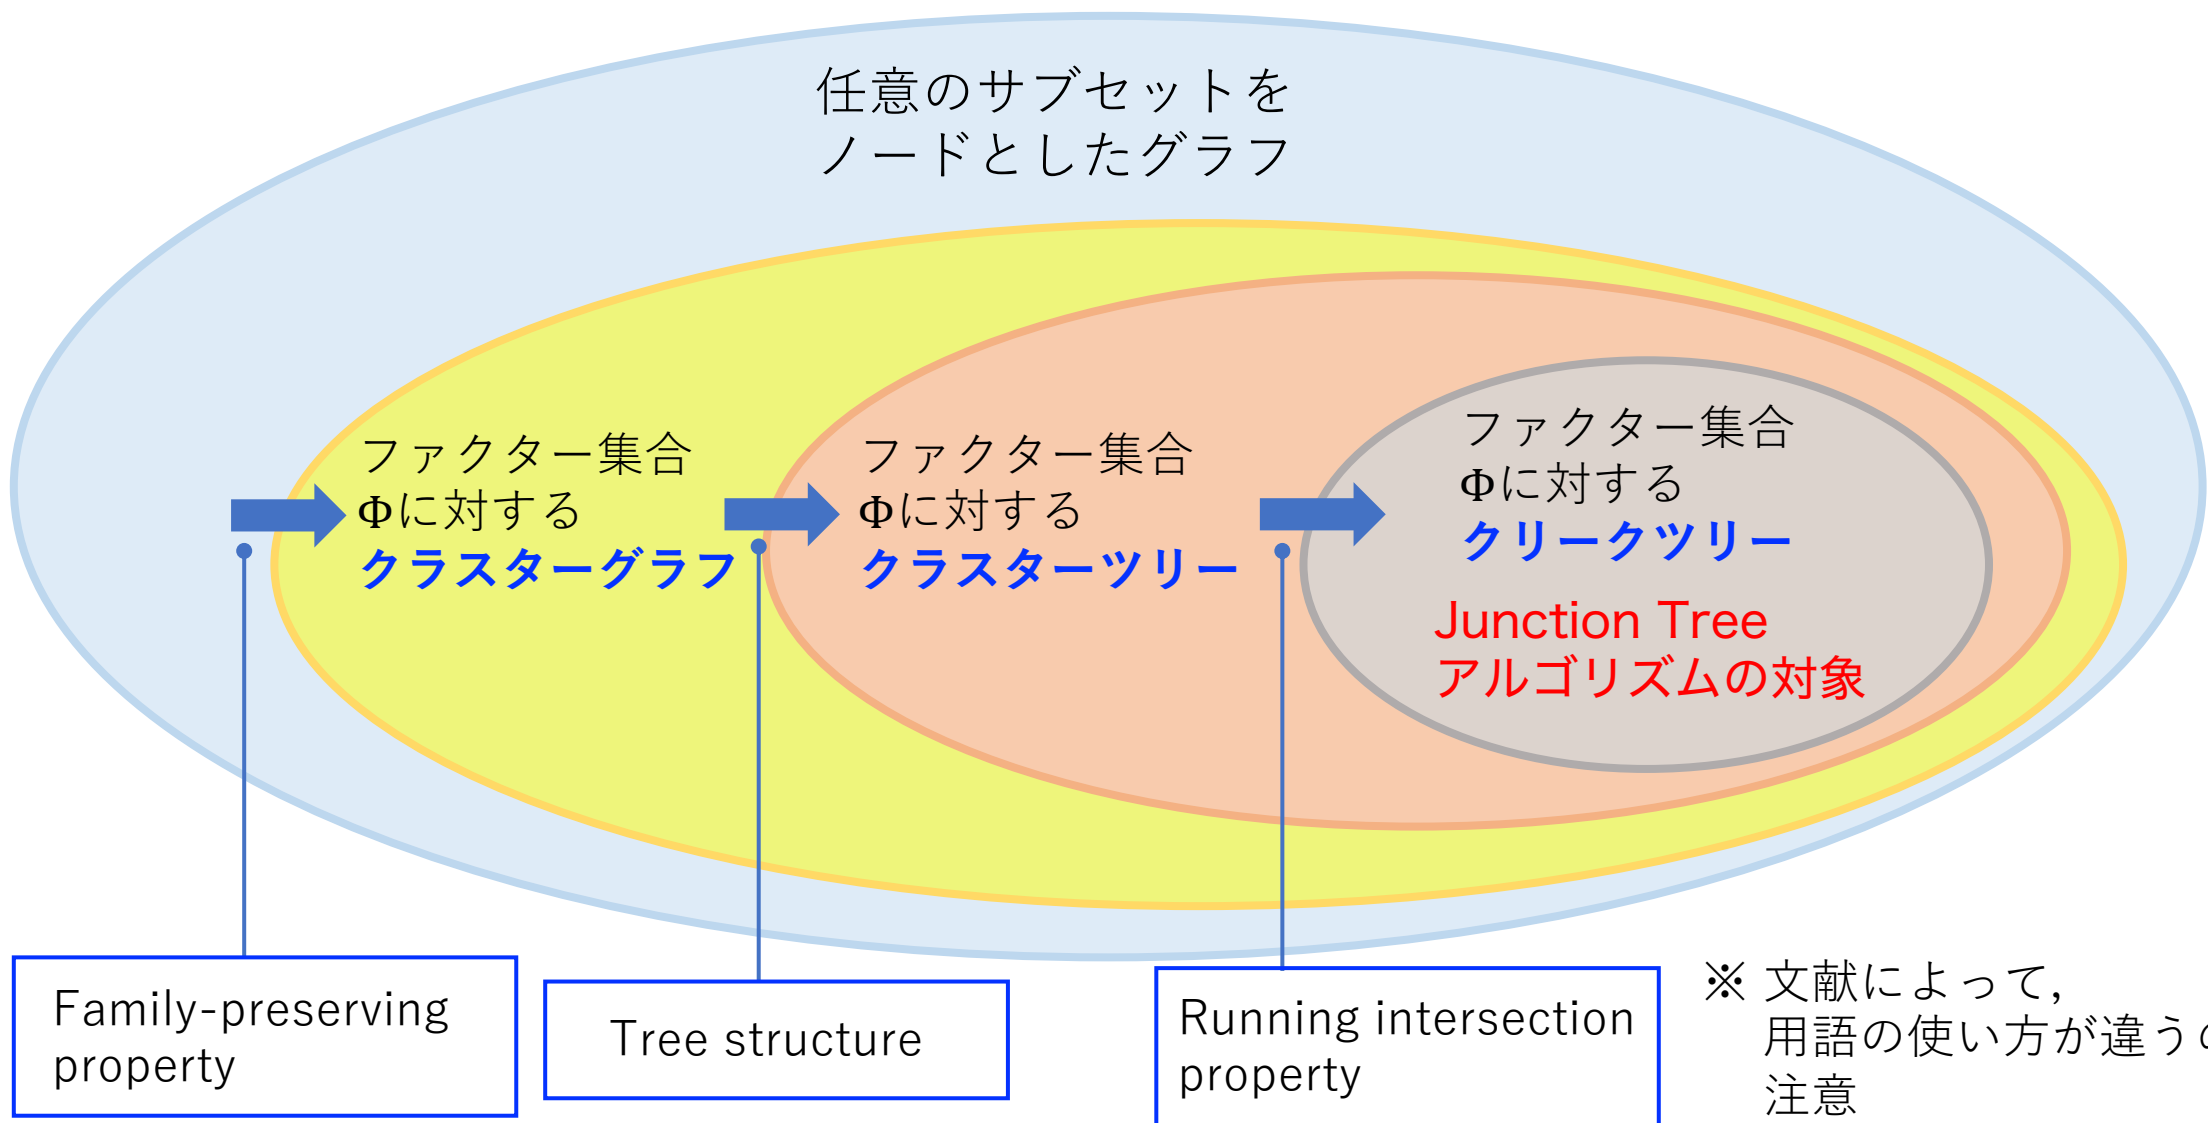 任意のサブセットを
ノードとしたグラフ
ファクター集合
Φに対する
クラスターグラフ
ファクター集合
Φに対する
クラスターツリー
ファクター集合
Φに対する
クリークツリー
Junction Tree
アルゴリズムの対象
Family-preserving
property
Tree structure
Running intersection
property
※ 文献によって,
用語の使い方が違うの
注意